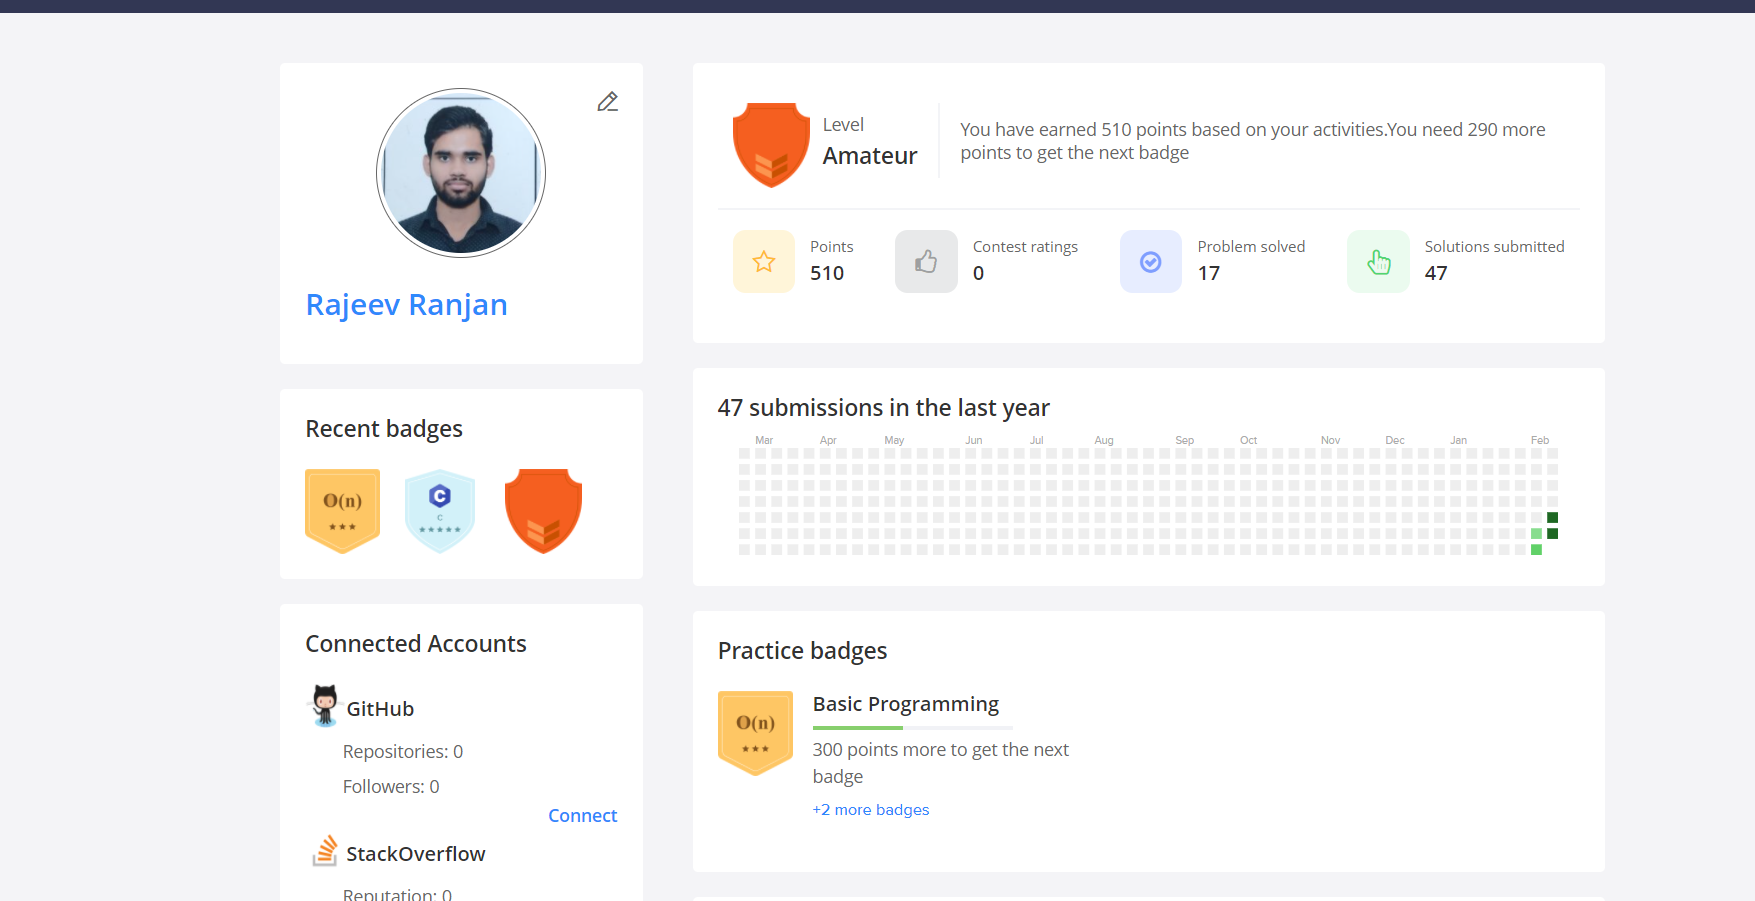 Rajeev Ranjan
Recent badges
O(n)
★★★
C
C
★★★★★
Connected Accounts
GitHub
Repositories: 0
Followers: 0
Connect
StackOverflow
Reputation: 0
Level
Amateur
You have earned 510 points based on your activities.You need 290 more
points to get the next badge
Points
510
Contest ratings
0
Problem solved
17
Solutions submitted
47
47 submissions in the last year
Mar Apr May Jun Jul Aug Sep Oct Nov Dec Jan Feb
Practice badges
O(n)
★★★
Basic Programming
300 points more to get the next
badge
+2 more badges